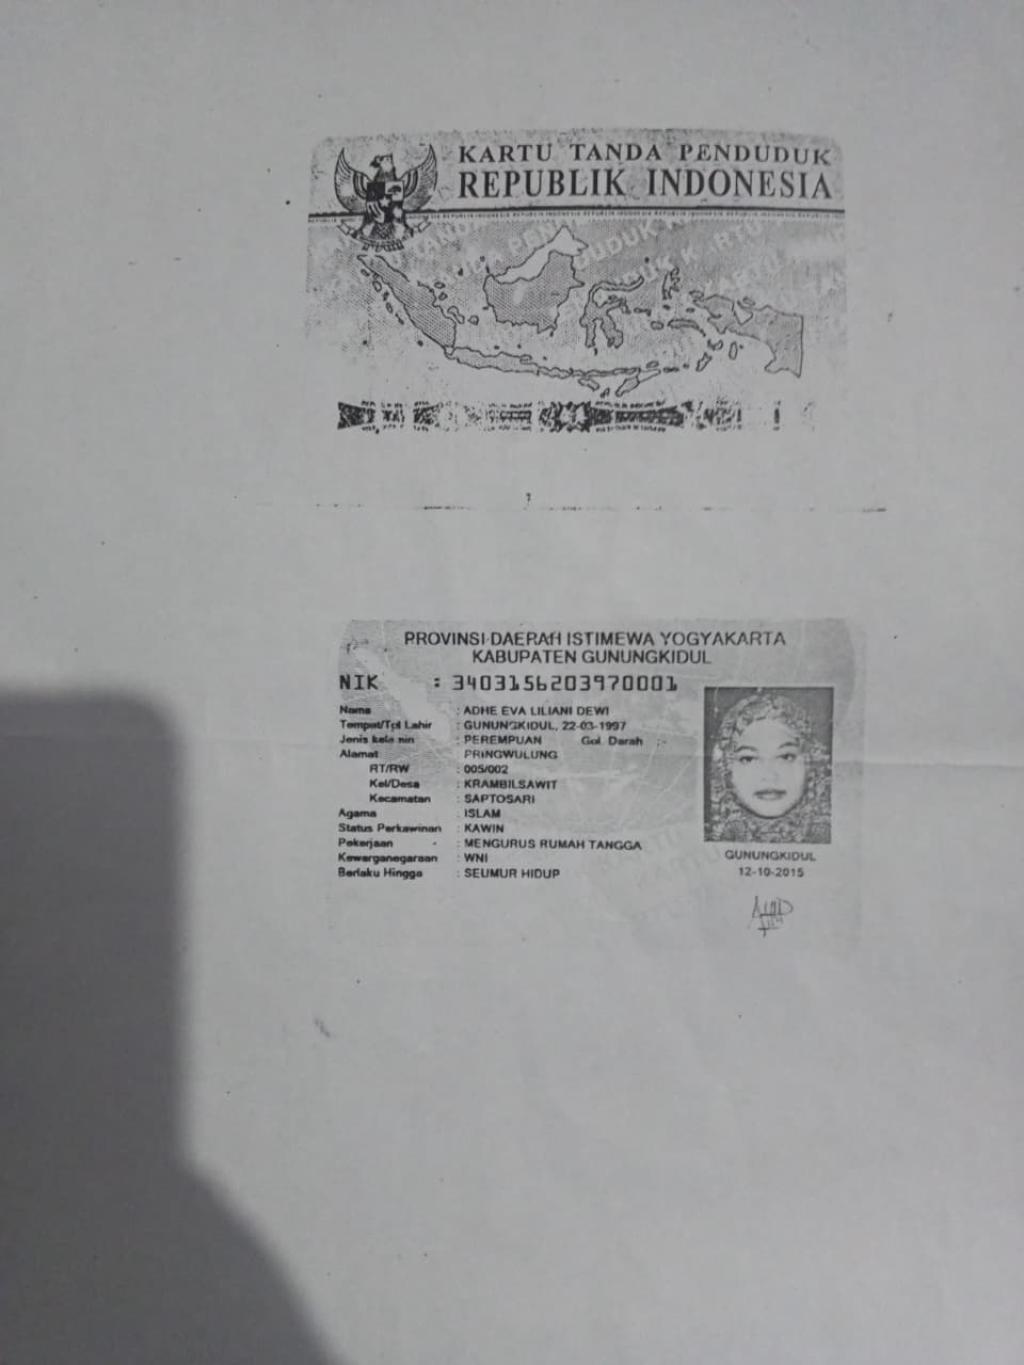 KARTU TANDA PENDUDUK
REPUBLIK INDONESIA
PROVINSI DAERAH ISTIMEWA YOGYAKARTA
KABUPATEN GUNUNGKIDUL
NIK : 3403156203970001
Nama : ADHE EVA LILIANI DEWI
Tempat/Tgl Lahir : GUNUNGKIDUL, 22-03-1997
Jenis kelamin : PEREMPUAN Gol. Darah : -
Alamat PRINGWULUNG
RT/RW : 005/002
Kel/Desa : KRAMBILSAWIT
Kecamatan : SAPTOSARI
Agama : ISLAM
Status Perkawinan : KAWIN
Pekerjaan : MENGURUS RUMAH TANGGA
Kewarganegaraan : WNI
Berlaku Hingga : SEUMUR HIDUP
GUNUNGKIDUL
12-10-2015